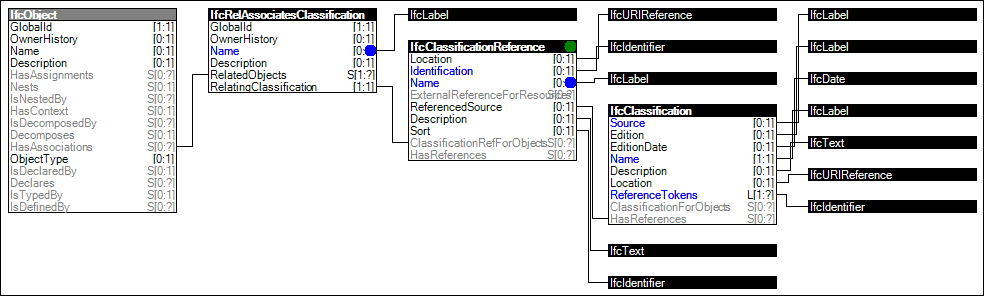 IfcObject
GlobalId [1:1]
OwnerHistory [0:1]
Name [0:1]
Description [0:1]
HasAssignments S[0:?]
Nests S[0:1]
IsNestedBy S[0:?]
HasContext S[0:1]
IsDecomposedBy S[0:?]
Decomposes S[0:1]
HasAssociations S[0:?]
ObjectType [0:1]
IsDeclaredBy S[0:1]
Declares S[0:?]
IsTypedBy S[0:1]
IsDefinedBy S[0:?]
IfcRelAssociatesClassification
GlobalId [1:1]
OwnerHistory [0:1]
Name [0:
Description [0:1]
RelatedObjects S[1:?]
RelatingClassification [1:1]
IfcLabel
IfcClassificationReference
Location [0:1]
Identification [0:1]
Name [0:
ExternalReferenceForResources S[0:?]
ReferencedSource [0:1]
Description [0:1]
Sort [0:1]
ClassificationRefForObjects S[0:?]
HasReferences S[0:?]
IfcURIReference
IfcIdentifier
IfcLabel
IfcClassification
Source [0:1]
Edition [0:1]
EditionDate [0:1]
Name [1:1]
Description [0:1]
Location [0:1]
ReferenceTokens L[1:?]
ClassificationForObjects S[0:?]
HasReferences S[0:?]
IfcText
IfcIdentifier
IfcLabel
IfcLabel
IfcDate
IfcLabel
IfcText
IfcURIReference
IfcIdentifier